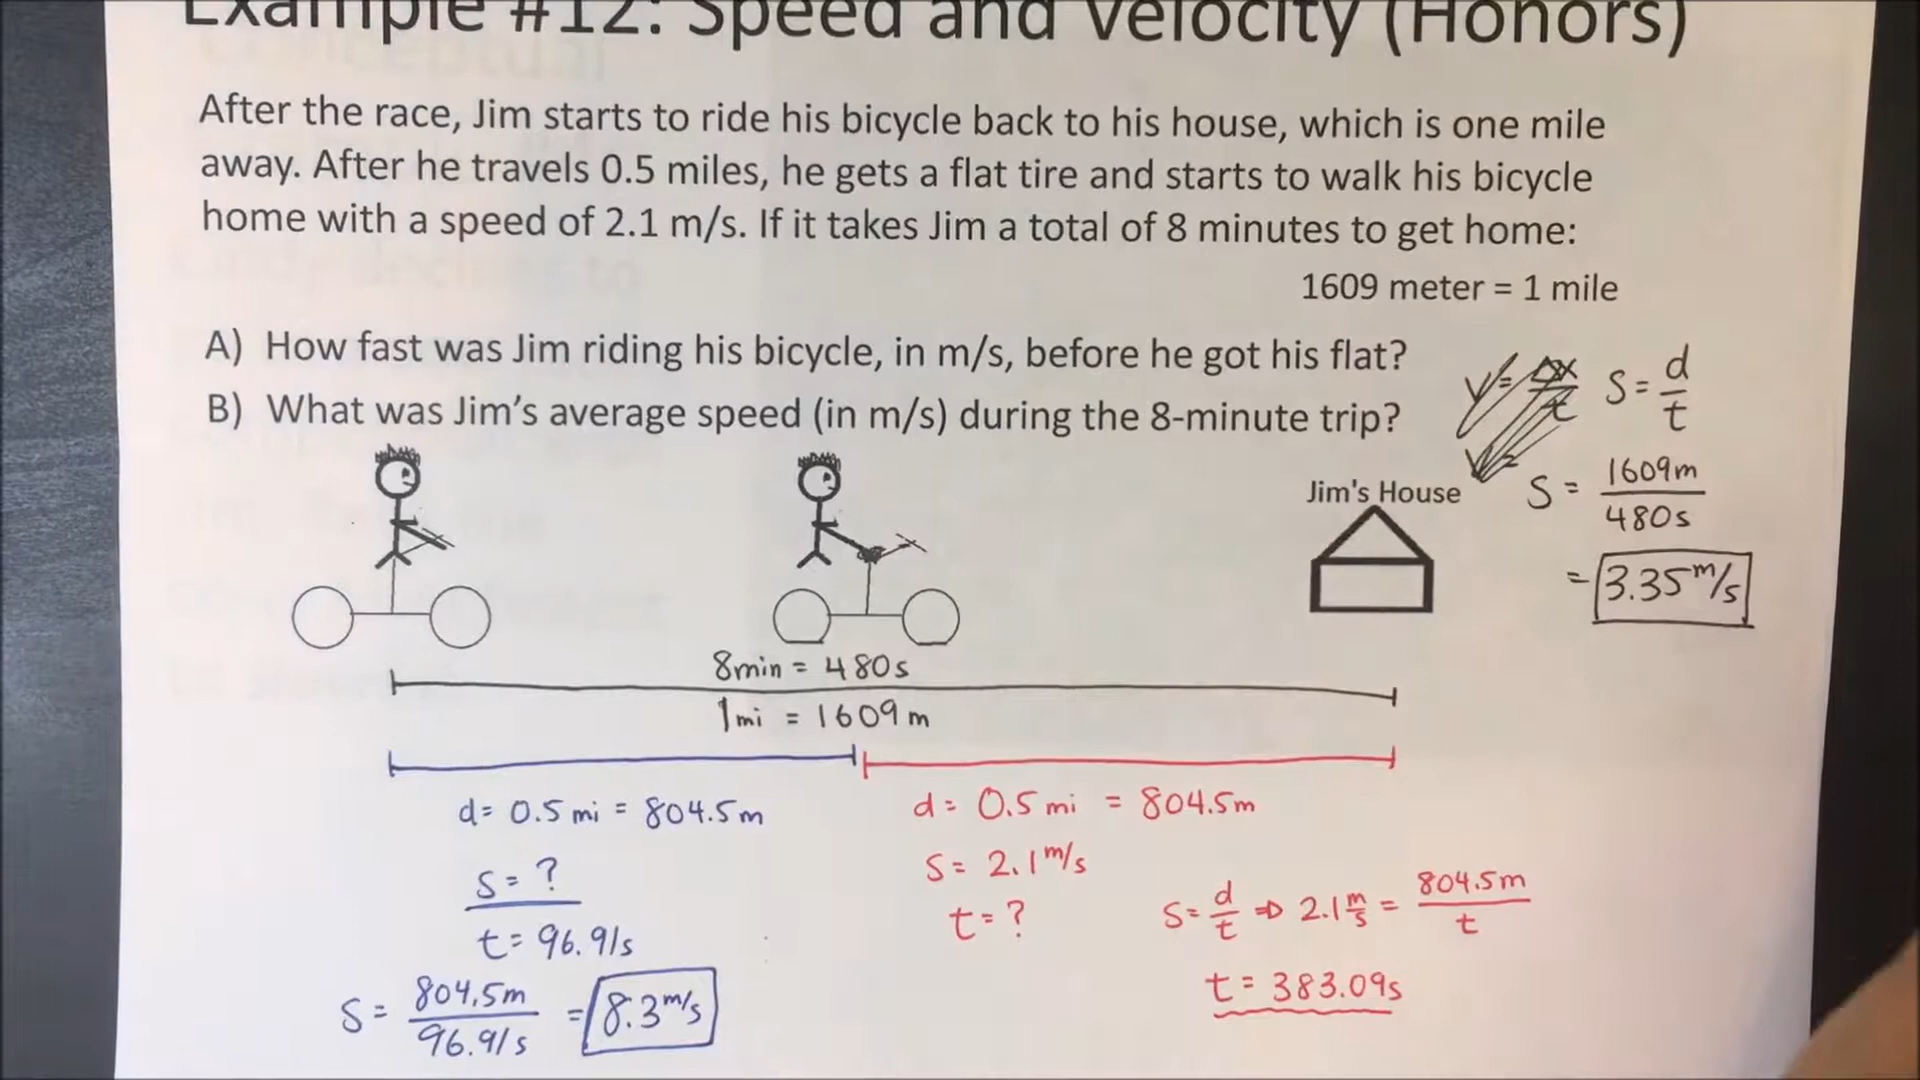 Example #12: Speed and Velocity (Honors)
After the race, Jim starts to ride his bicycle back to his house, which is one mile
away. After he travels 0.5 miles, he gets a flat tire and starts to walk his bicycle
home with a speed of 2.1 m/s. If it takes Jim a total of 8 minutes to get home:
1609 meter = 1 mile
A) How fast was Jim riding his bicycle, in m/s, before he got his flat?
B) What was Jim's average speed (in m/s) during the 8-minute trip?
S = d/t
Jim's House
S = 1609m/480s
= 3.35 m/s
8min = 480s
1mi = 1609m
d = 0.5 mi = 804.5m
S = ?
t = 96.91s
S = 804.5m/96.91s = 8.3 m/s
d = 0.5 mi = 804.5m
S = 2.1 m/s
t = ?
S = d/t ⇒ 2.1 m/s = 804.5m/t
t = 383.09s